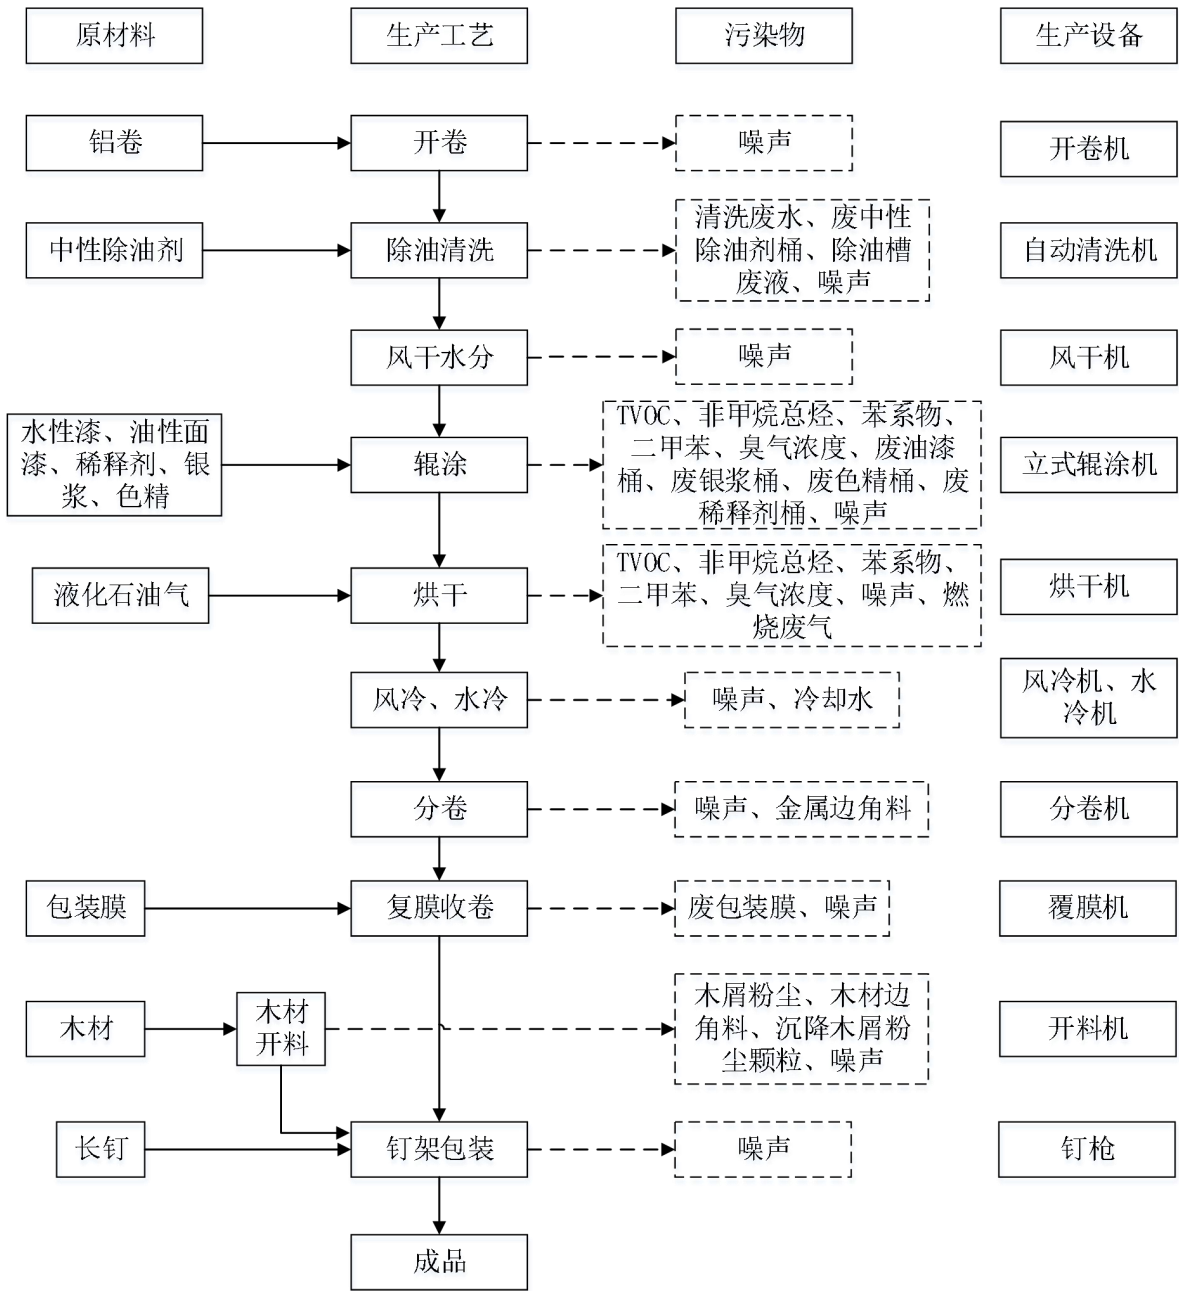 原材料
生产工艺
污染物
生产设备
铝卷
开卷
噪声
开卷机
中性除油剂
除油清洗
清洗废水、废中性
除油剂桶、除油槽
废液、噪声
自动清洗机
风干水分
噪声
风干机
水性漆、油性面
漆、稀释剂、银
浆、色精
辊涂
TVOC、非甲烷总烃、苯系物、
二甲苯、臭气浓度、废油漆
桶、废银浆桶、废色精桶、废
稀释剂桶、噪声
立式辊涂机
液化石油气
烘干
TVOC、非甲烷总烃、苯系物、
二甲苯、臭气浓度、噪声、燃
烧废气
烘干机
风冷、水冷
噪声、冷却水
风冷机、水
冷机
分卷
噪声、金属边角料
分卷机
包装膜
复膜收卷
废包装膜、噪声
覆膜机
木材
木材
开料
木屑粉尘、木材边
角料、沉降木屑粉
尘颗粒、噪声
开料机
长钉
钉架包装
噪声
钉枪
成品